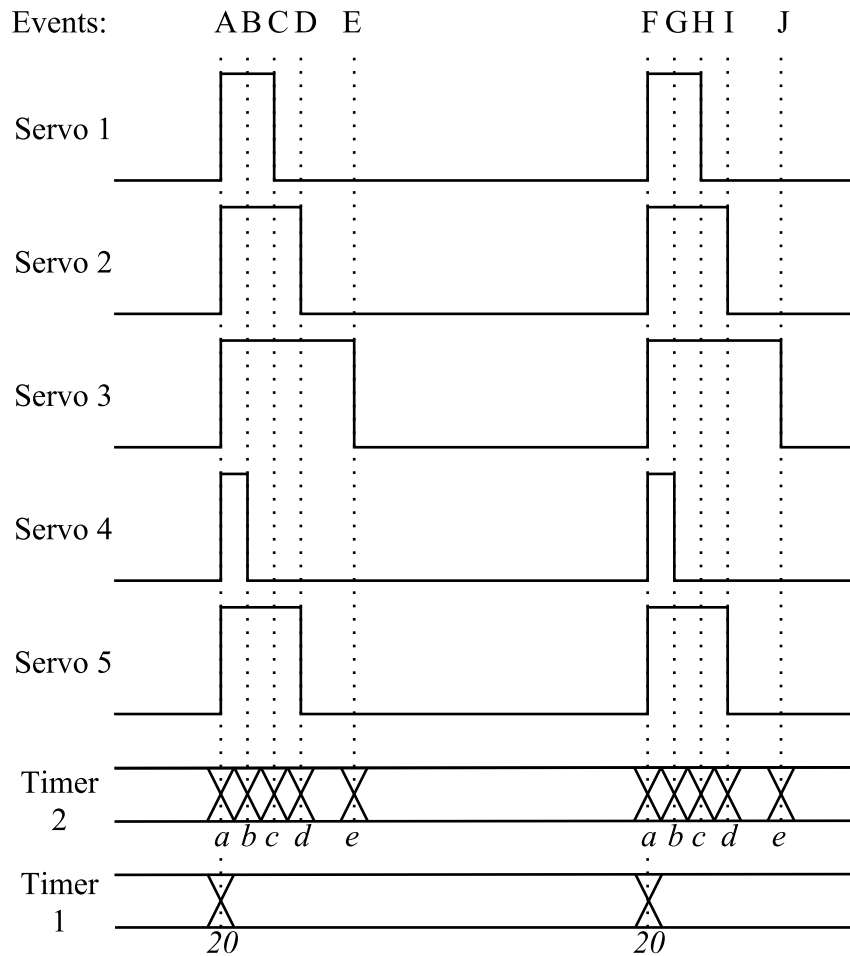 Events: A B C D E F G H I J
Servo 1
Servo 2
Servo 3
Servo 4
Servo 5
Timer
2
a b c d e a b c d e
Timer
1
20 20